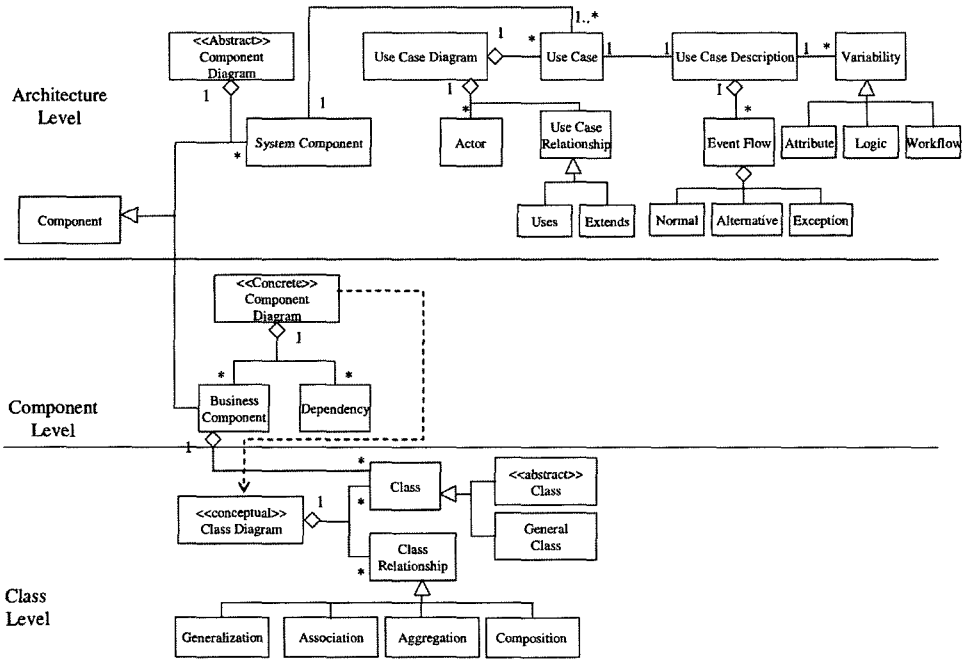 1..*
<<Abstract>>
Component
Diagram
1
Use Case Diagram
1
*
Use Case
1
1
Use Case Description
1
*
Variability
Architecture
Level
1
1
*
System Component
1
*
Actor
Use Case
Relationship
I
*
Event Flow
Attribute
Logic
Workflow
Component
Uses
Extends
Normal
Alternative
Exception
<<Concrete>>
Component
Diagram
1
*
*
Component
Level
Business
Component
Dependency
1
*
Class
<<abstract>>
Class
<<conceptual>>
Class Diagram
1
*
General
Class
*
Class
Relationship
Class
Level
Generalization
Association
Aggregation
Composition